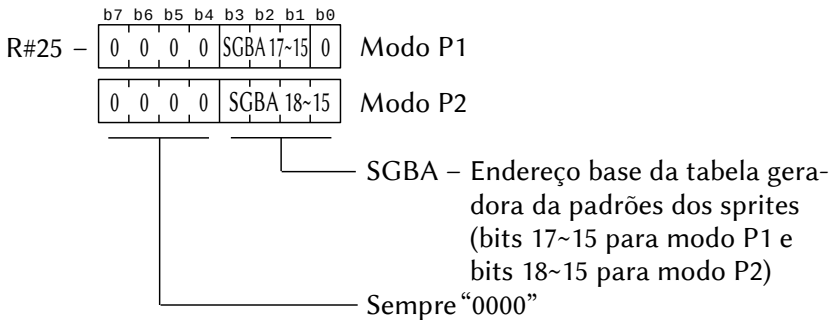 b7 b6 b5 b4 b3 b2 b1 b0
R#25 – 0 0 0 0 SGBA 17~15 0 Modo P1
0 0 0 0 SGBA 18~15 Modo P2
SGBA – Endereço base da tabela gera-
dora da padrões dos sprites
(bits 17~15 para modo P1 e
bits 18~15 para modo P2)
Sempre “0000”